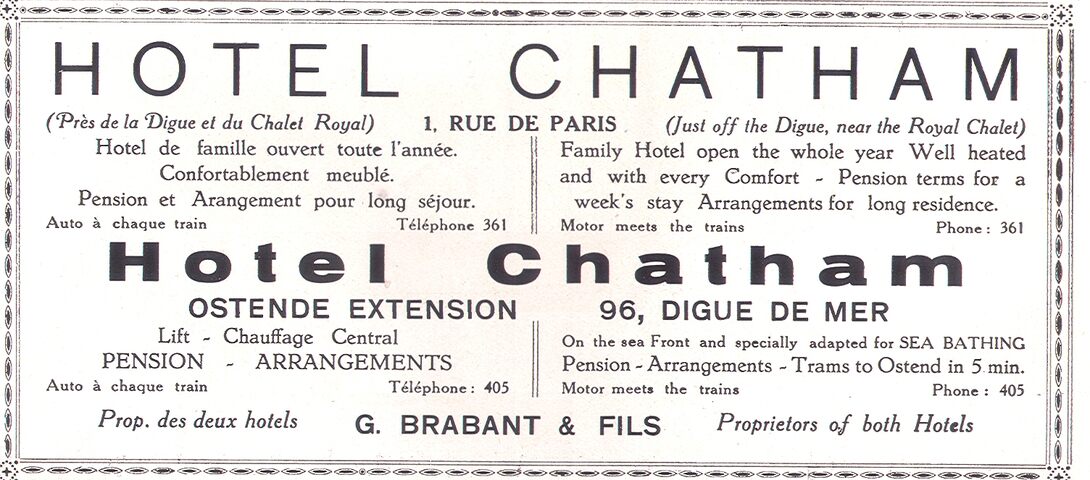 HOTEL CHATHAM
(Près de la Digue et du Chalet Royal) 1, RUE DE PARIS (Just off the Digue, near the Royal Chalet)
Hotel de famille ouvert toute l'année.
Confortablement meublé.
Pension et Arangement pour long séjour.
Auto à chaque train Téléphone 361
Family Hotel open the whole year Well heated
and with every Comfort - Pension terms for a
week's stay Arrangements for long residence.
Motor meets the trains Phone: 361
Hotel Chatham
OSTENDE EXTENSION 96, DIGUE DE MER
Lift - Chauffage Central
PENSION - ARRANGEMENTS
Auto à chaque train Téléphone: 405
On the sea Front and specially adapted for SEA BATHING
Pension - Arrangements - Trams to Ostend in 5 min.
Motor meets the trains Phone: 405
Prop. des deux hotels G. BRABANT & FILS Proprietors of both Hotels